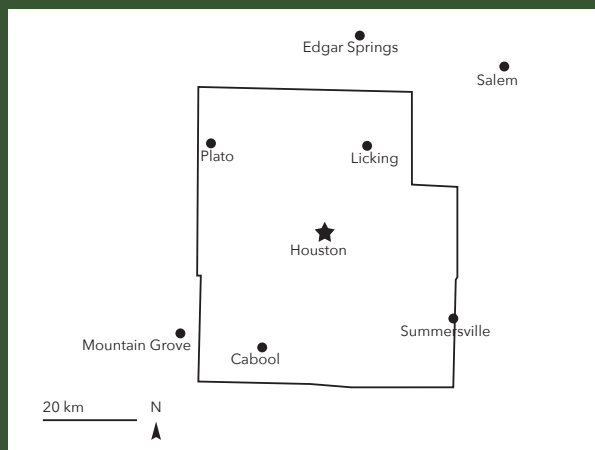 Edgar Springs
Salem
Plato
Licking
Houston
Summersville
Mountain Grove
Cabool
20 km
N